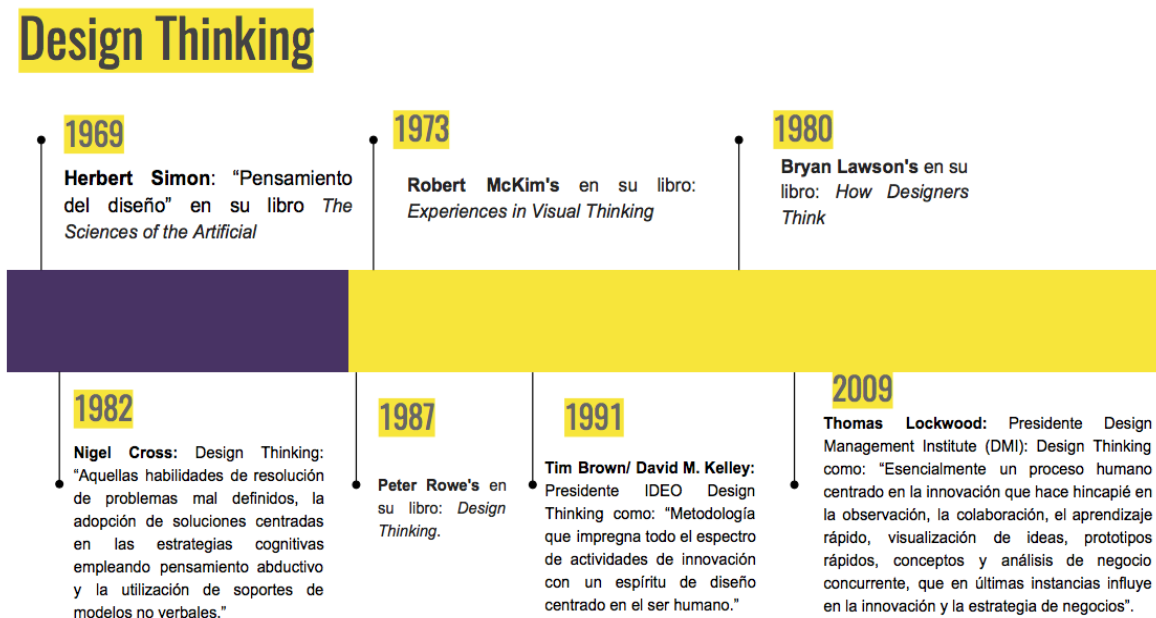 Design Thinking
1969
Herbert Simon: “Pensamiento
del diseño” en su libro The
Sciences of the Artificial
1973
Robert McKim's en su libro:
Experiences in Visual Thinking
1980
Bryan Lawson's en su
libro: How Designers
Think
1982
Nigel Cross: Design Thinking:
“Aquellas habilidades de resolución
de problemas mal definidos, la
adopción de soluciones centradas
en las estrategias cognitivas
empleando pensamiento abductivo
y la utilización de soportes de
modelos no verbales.”
1987
Peter Rowe's en
su libro: Design
Thinking.
1991
Tim Brown/ David M. Kelley:
Presidente IDEO Design
Thinking como: “Metodología
que impregna todo el espectro
de actividades de innovación
con un espíritu de diseño
centrado en el ser humano.”
2009
Thomas Lockwood: Presidente Design
Management Institute (DMI): Design Thinking
como: “Esencialmente un proceso humano
centrado en la innovación que hace hincapié en
la observación, la colaboración, el aprendizaje
rápido, visualización de ideas, prototipos
rápidos, conceptos y análisis de negocio
concurrente, que en últimas instancias influye
en la innovación y la estrategia de negocios”.